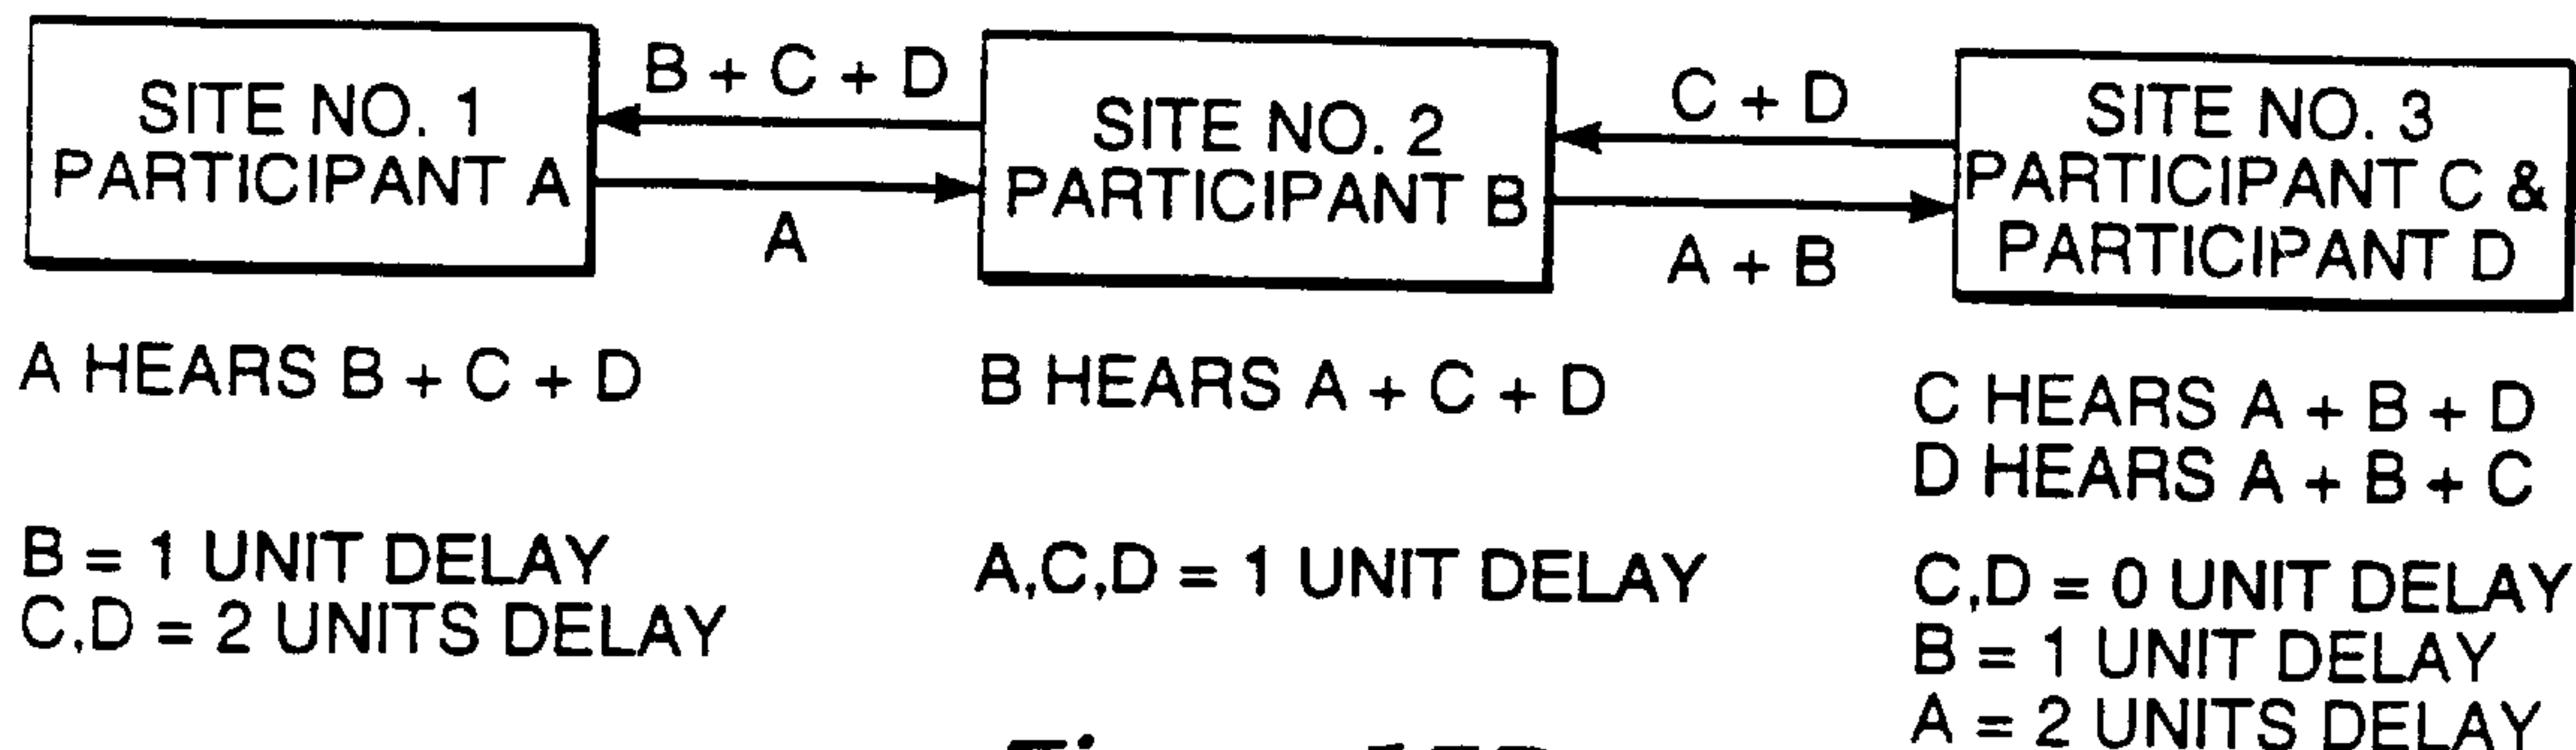 SITE NO. 1
PARTICIPANT A
B + C + D
A
SITE NO. 2
PARTICIPANT B
C + D
A + B
SITE NO. 3
PARTICIPANT C &
PARTICIPANT D
A HEARS B + C + D
B = 1 UNIT DELAY
C,D = 2 UNITS DELAY
B HEARS A + C + D
A,C,D = 1 UNIT DELAY
C HEARS A + B + D
D HEARS A + B + C
C,D = 0 UNIT DELAY
B = 1 UNIT DELAY
A = 2 UNITS DELAY